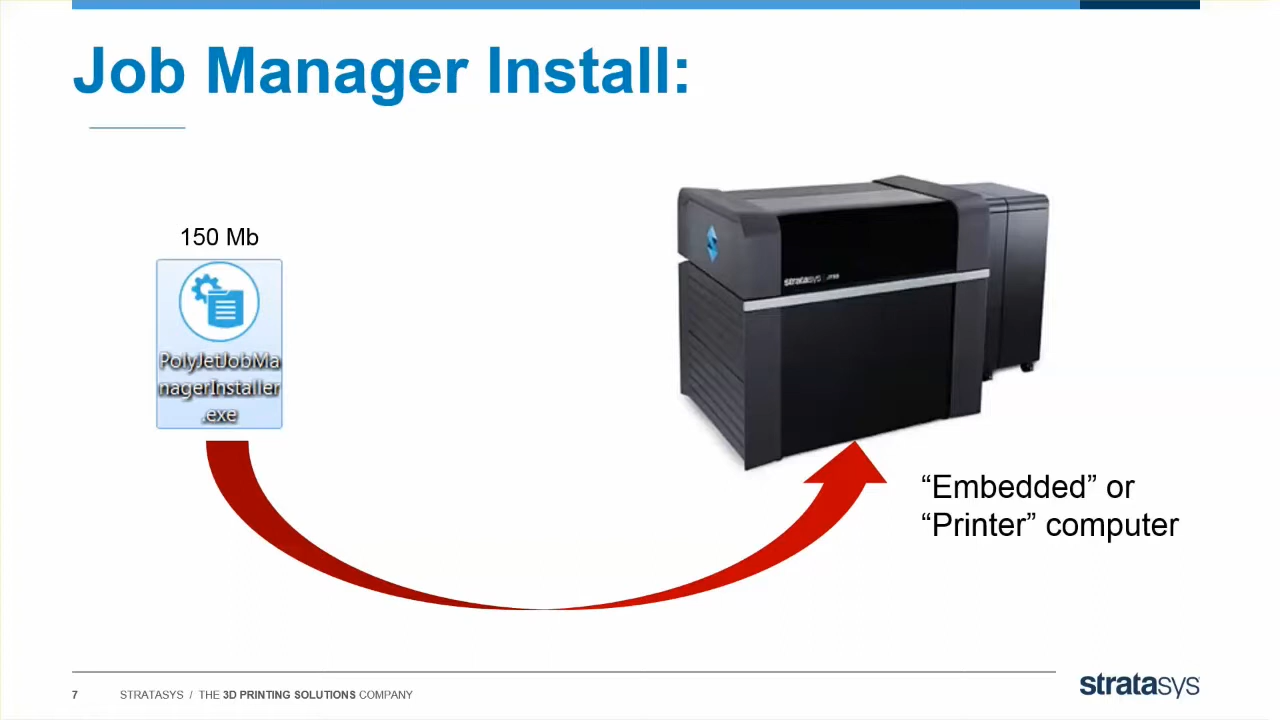 Job Manager Install:
150 Mb
PolyJetJobMa
nagerInstaller
.exe
stratasys
“Embedded” or
“Printer” computer
7 STRATASYS / THE 3D PRINTING SOLUTIONS COMPANY
stratasys